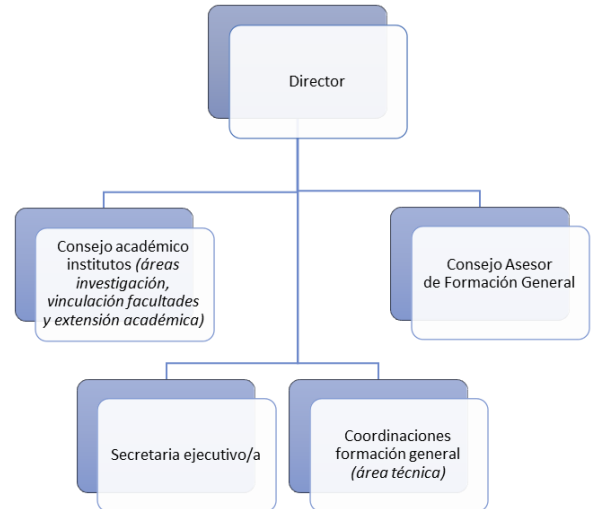 Director
Consejo académico
institutos (áreas
investigación,
vinculación facultades
y extensión académica)
Consejo Asesor
de Formación General
Secretaria ejecutivo/a
Coordinaciones
formación general
(área técnica)